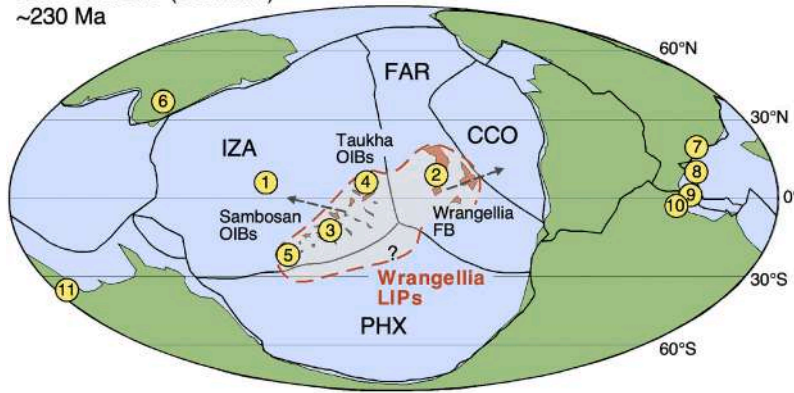 ~230 Ma
60°N
FAR
6
30°N
IZA
Taukha
OIBs
CCO
7
1
4
2
8
Sambosan
OIBs
Wrangellia
FB
9
0°
10
3
5
?
Wrangellia
LIPs
11
30°S
PHX
60°S